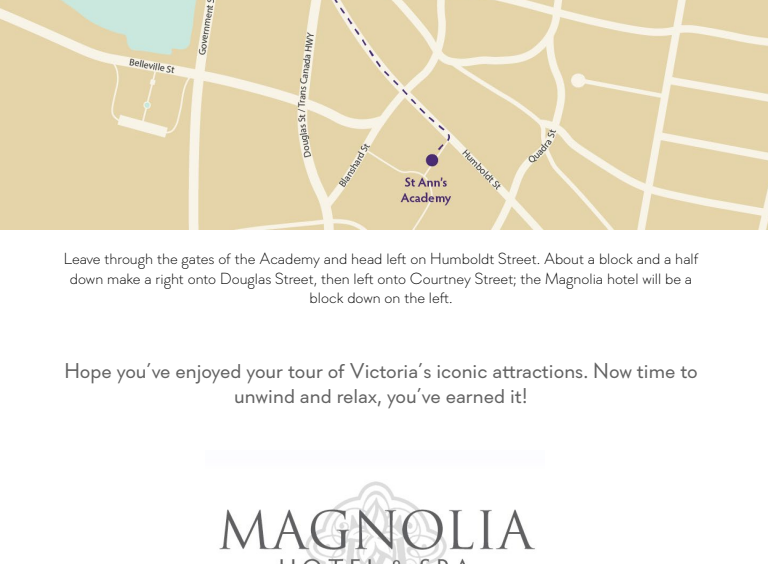 Government S
Belleville St
Douglas St / Trans Canada HWY
Blanshard St
Humboldt St
Quadra St
St Ann's
Academy
Leave through the gates of the Academy and head left on Humboldt Street. About a block and a half
down make a right onto Douglas Street, then left onto Courtney Street; the Magnolia hotel will be a
block down on the left.
Hope you´ve enjoyed your tour of Victoria´s iconic attractions. Now time to
unwind and relax, you´ve earned it!
MAGNOLIA
HOTEL & SPA